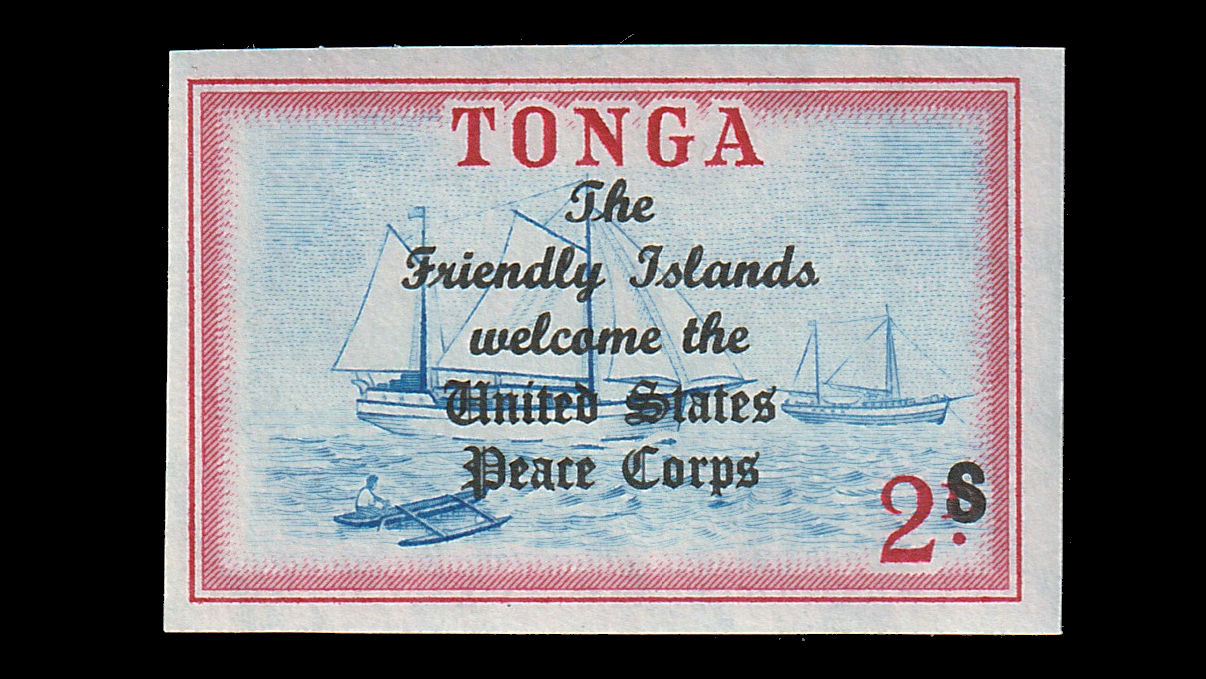 TONGA
The
Friendly Islands
welcome the
United States
Peace Corps
2S